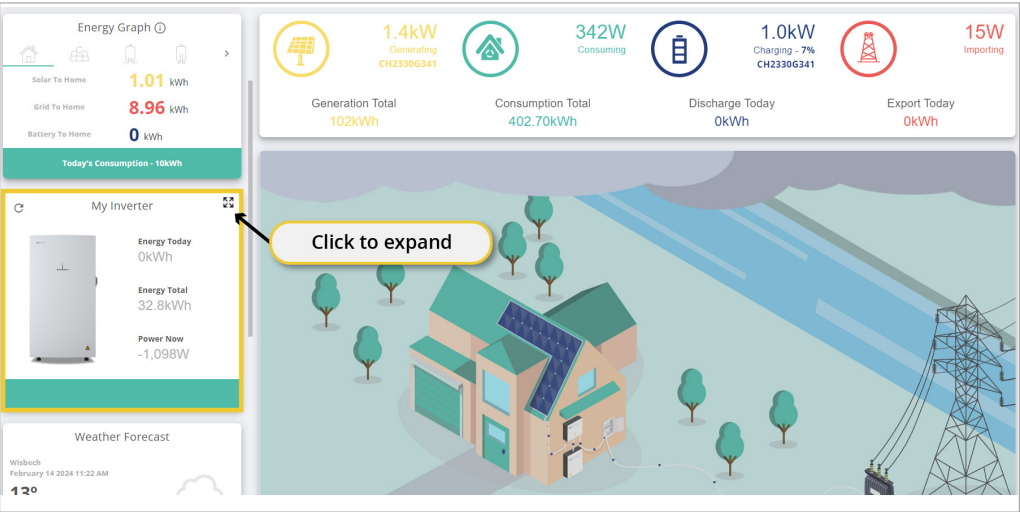 Energy Graph
Solar To Home 1.01 kWh
Grid To Home 8.96 kWh
Battery To Home 0 kWh
Today's Consumption - 10kWh
My Inverter
Energy Today
0kWh
Energy Total
32.8kWh
Power Now
-1,098W
Weather Forecast
Wisbech
February 14 2024 11:22 AM
13°
1.4kW
Generating
CH2330G341
Generation Total
102kWh
342W
Consuming
Consumption Total
402.70kWh
1.0kW
Charging - 7%
CH2330G341
Discharge Today
0kWh
15W
Importing
Export Today
0kWh
Click to expand